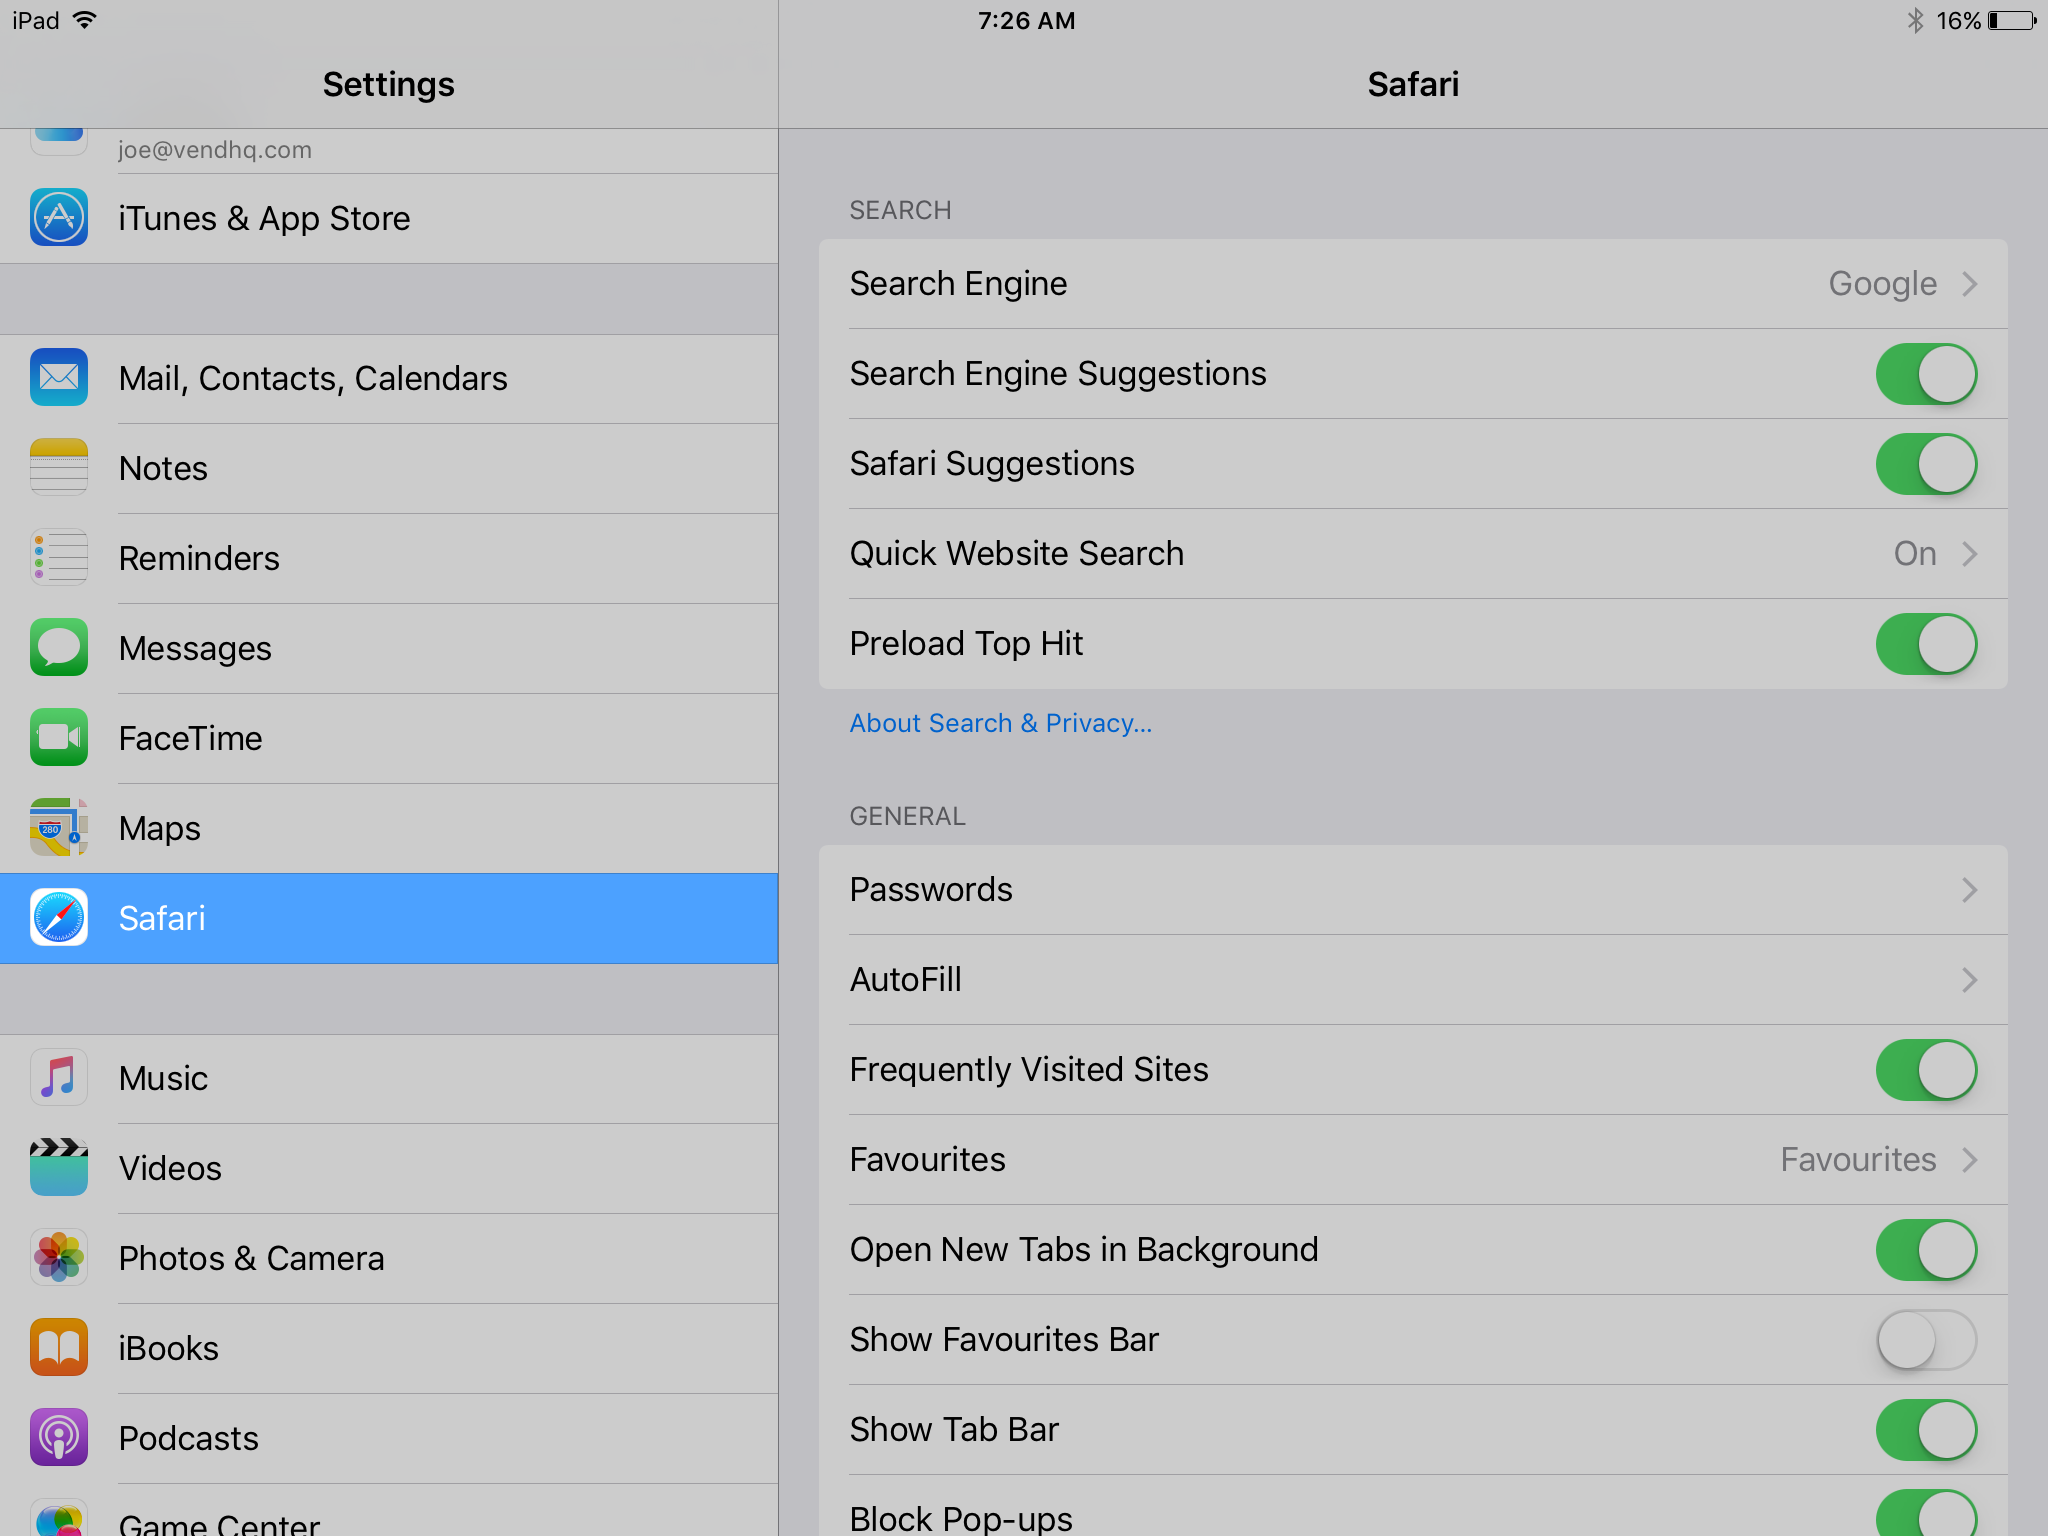 iPad 7:26 AM 16%
Settings
joe@vendhq.com
iTunes & App Store
Mail, Contacts, Calendars
Notes
Reminders
Messages
FaceTime
280
Maps
Safari
Music
Videos
Photos & Camera
iBooks
Podcasts
Game Center
Safari
SEARCH
Search Engine Google
Search Engine Suggestions
Safari Suggestions
Quick Website Search On
Preload Top Hit
About Search & Privacy...
GENERAL
Passwords
AutoFill
Frequently Visited Sites
Favourites Favourites
Open New Tabs in Background
Show Favourites Bar
Show Tab Bar
Block Pop-ups